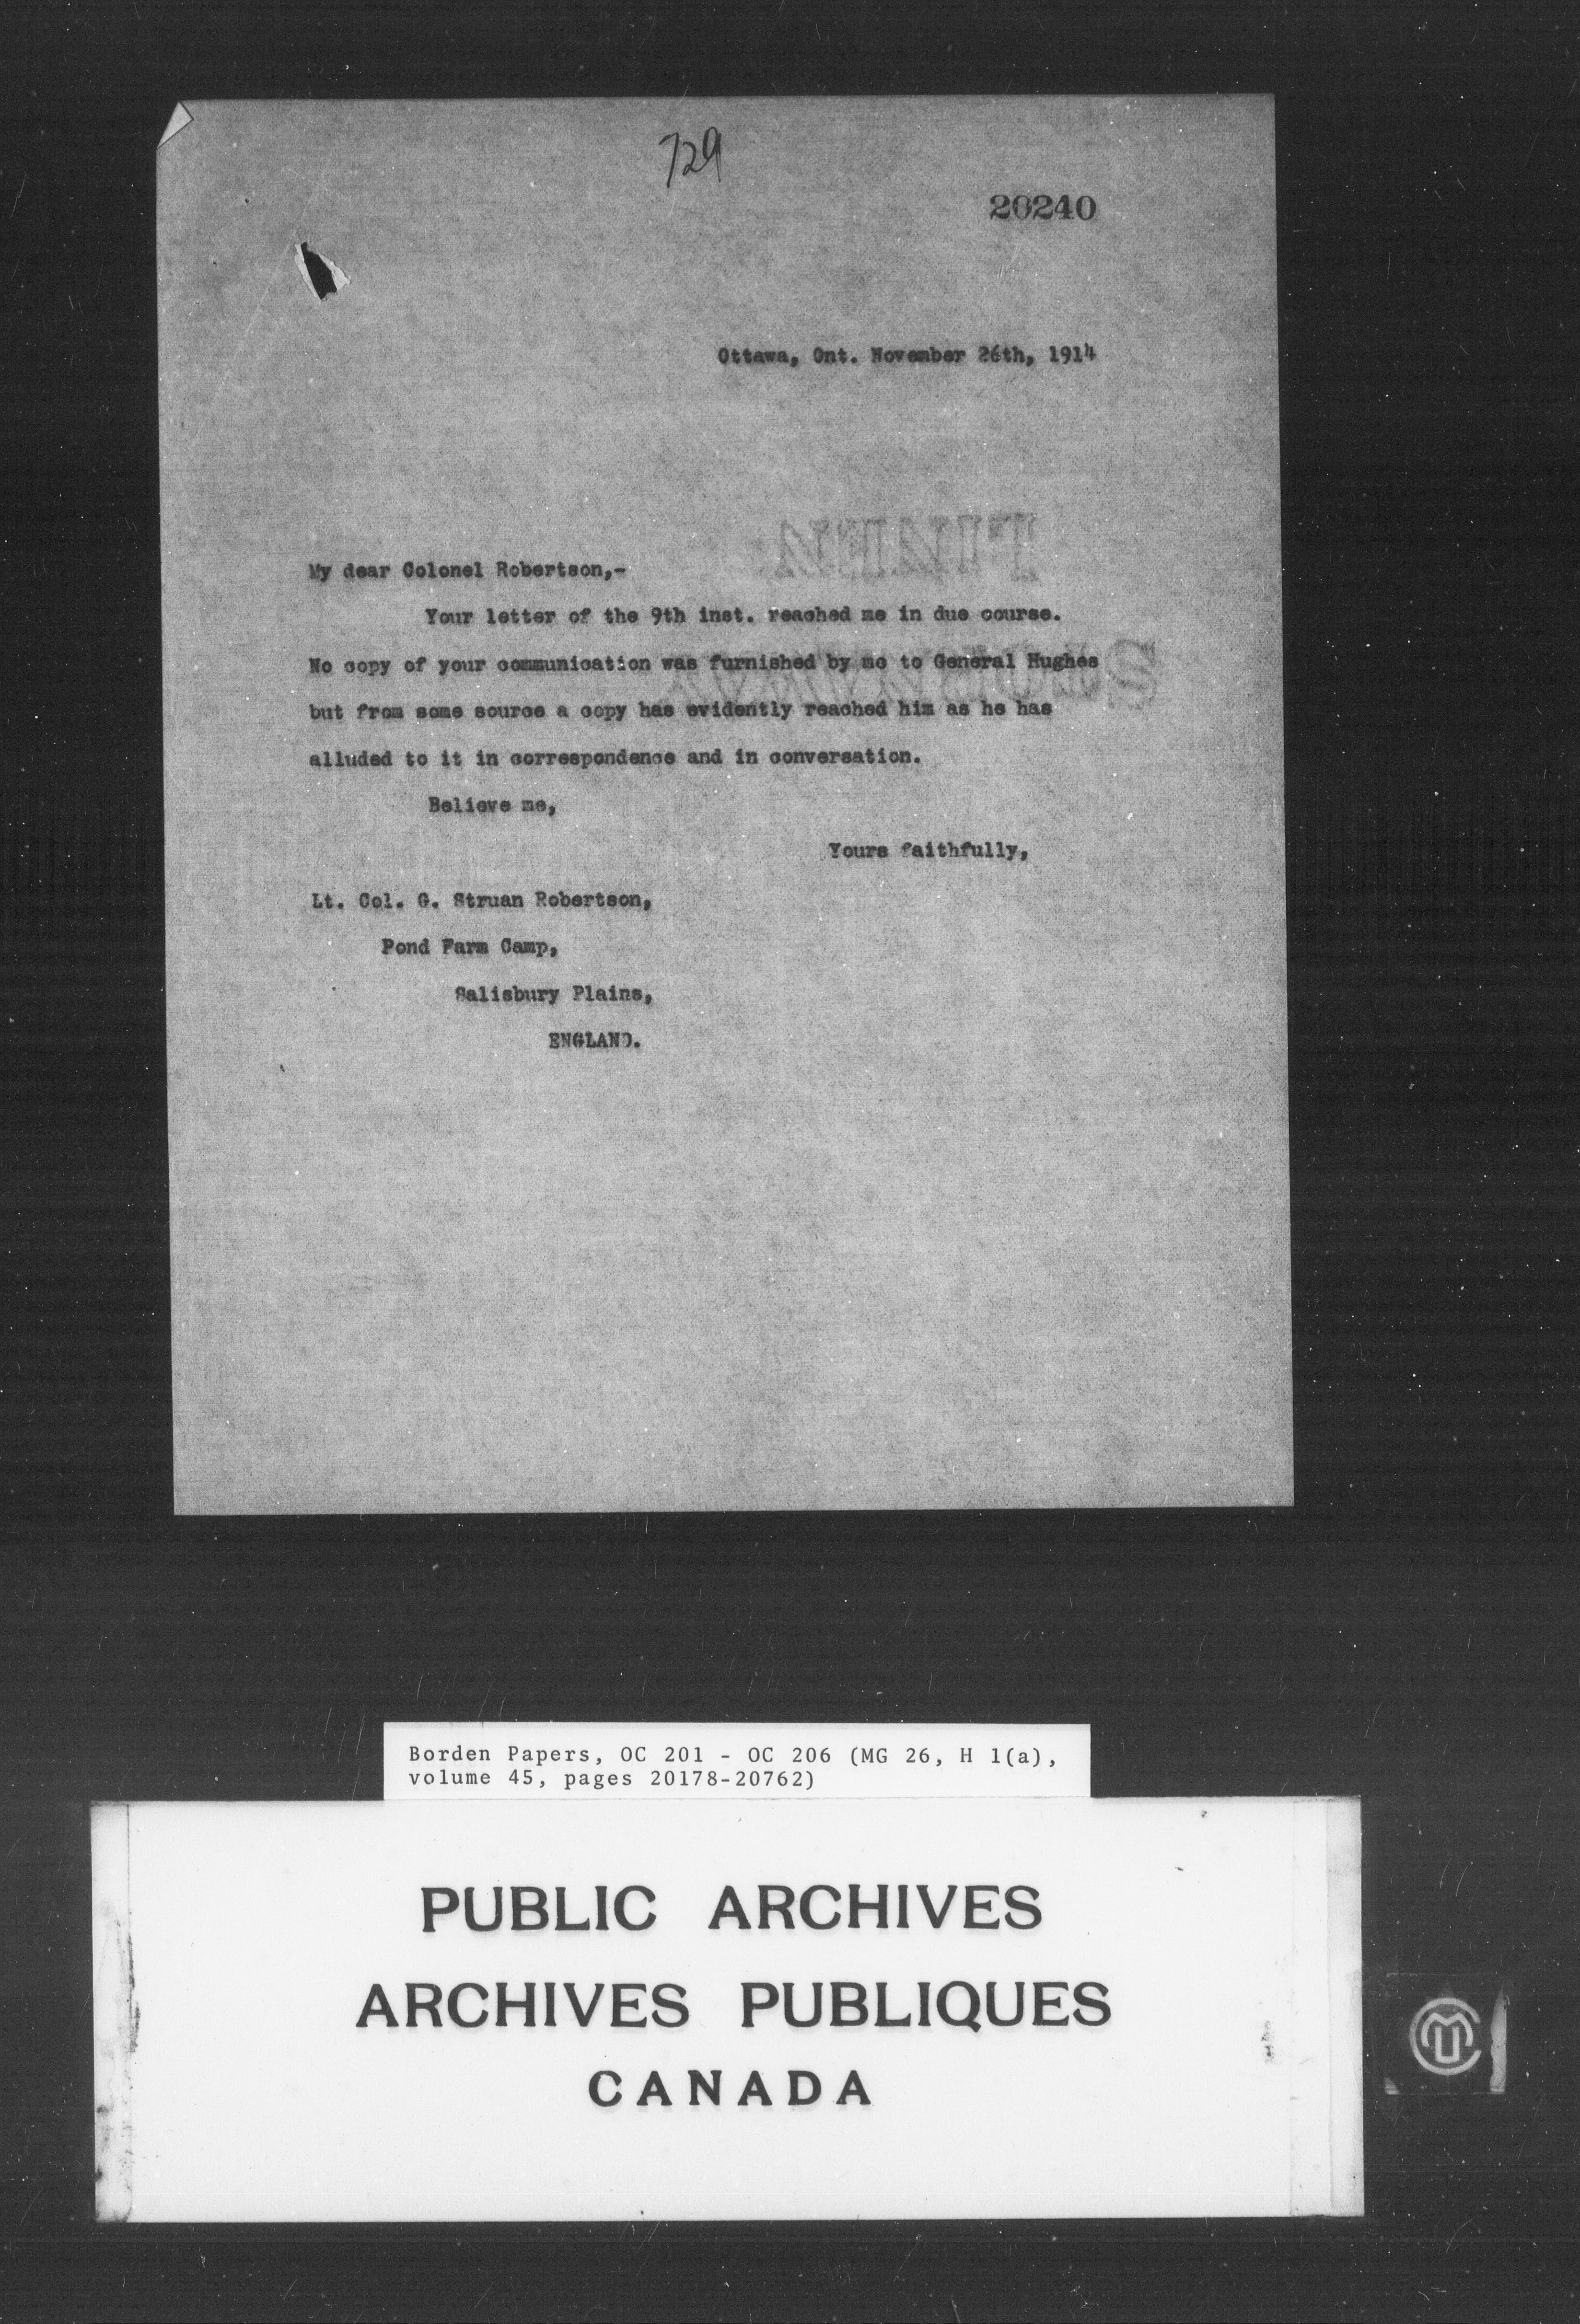 729
20240
Ottawa, Ont. November 26th, 1914
LINEN
My dear Colonel Robertson,-
Your letter of the 9th inst. reached me in due course.
No copy of your communication was furnished by me to General Hughes
but from some source a copy has evidently reached him as he has
alluded to it in correspondence and in conversation.
Believe me,
Yours faithfully,
Lt. Col. G. Struan Robertson,
Pond Farm Camp,
Salisbury Plains,
ENGLAND.
Borden Papers, OC 201 - OC 206 (MG 26, H 1(a),
volume 45, pages 20178-20762)
PUBLIC ARCHIVES
ARCHIVES PUBLIQUES
CANADA